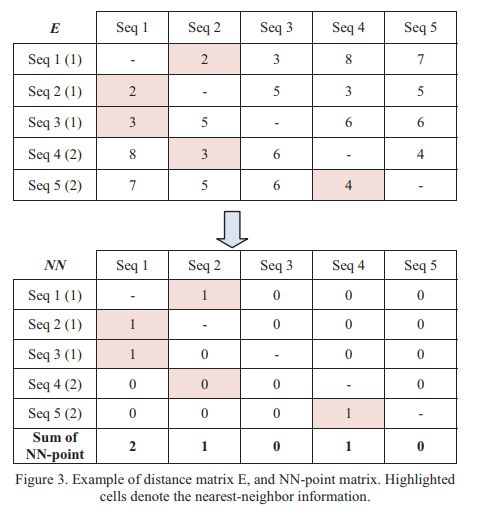 E Seq 1 Seq 2 Seq 3 Seq 4 Seq 5
Seq 1 (1) - 2 3 8 7
Seq 2 (1) 2 - 5 3 5
Seq 3 (1) 3 5 - 6 6
Seq 4 (2) 8 3 6 - 4
Seq 5 (2) 7 5 6 4 -
NN Seq 1 Seq 2 Seq 3 Seq 4 Seq 5
Seq 1 (1) - 1 0 0 0
Seq 2 (1) 1 - 0 0 0
Seq 3 (1) 1 0 - 0 0
Seq 4 (2) 0 0 0 - 0
Seq 5 (2) 0 0 0 1 -
Sum of
NN-point 2 1 0 1 0
Figure 3. Example of distance matrix E, and NN-point matrix. Highlighted
cells denote the nearest-neighbor information.